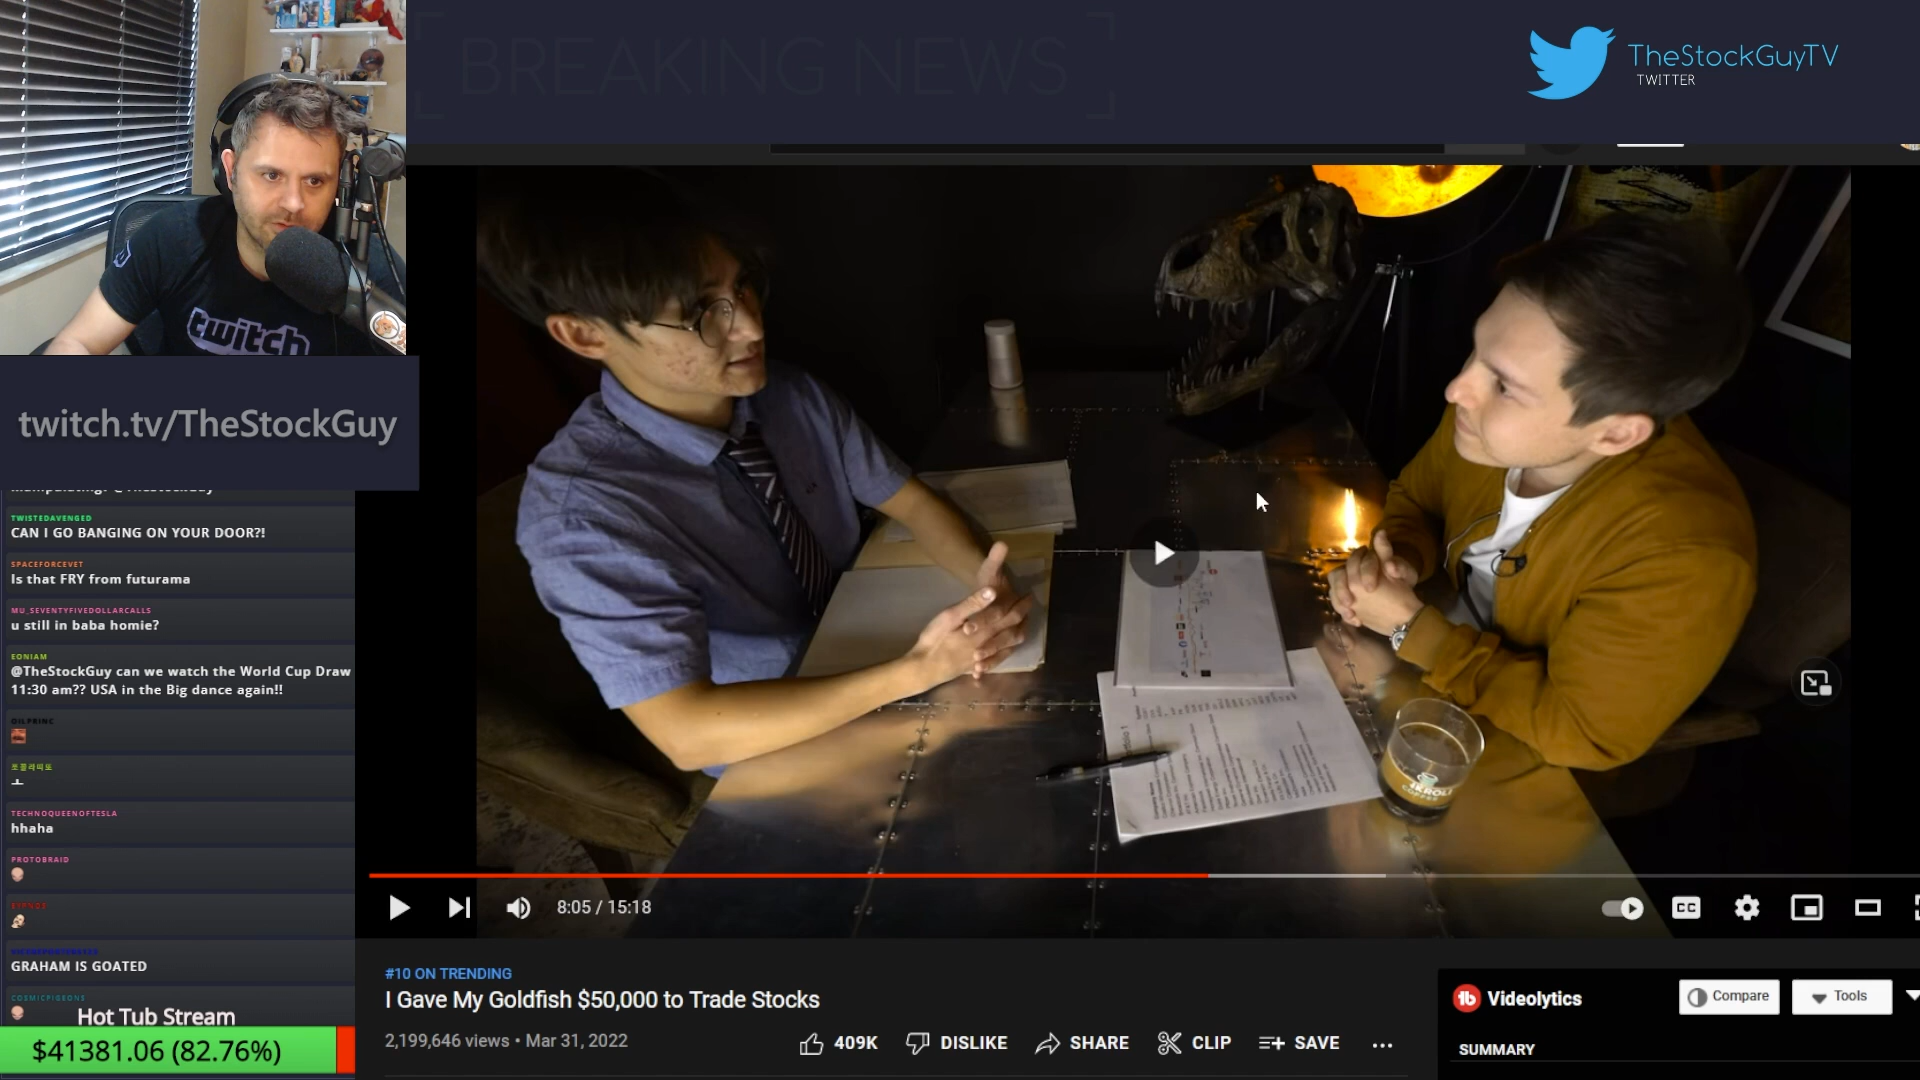 BREAKING NEWS
TheStockGuyTV
TWITTER
twitch
twitch.tv/TheStockGuy
TWISTEDAVENGED
CAN I GO BANGING ON YOUR DOOR?!
SPACEFORCEVET
Is that FRY from futurama
MU_SEVENTYFIVEDOLLARCALLS
u still in baba homie?
EONIAM
@TheStockGuy can we watch the World Cup Draw
11:30 am?? USA in the Big dance again!!
TECHNOQUEENOFTESLA
hhaha
PROTOBRAID
GRAHAM IS GOATED
COSMICPIGEONS
Hot Tub Stream
$41381.06 (82.76%)
8:05 / 15:18
CC
#10 ON TRENDING
I Gave My Goldfish $50,000 to Trade Stocks
2,199,646 views • Mar 31, 2022
409K
DISLIKE
SHARE
CLIP
SAVE
Videolytics
Compare
Tools
SUMMARY